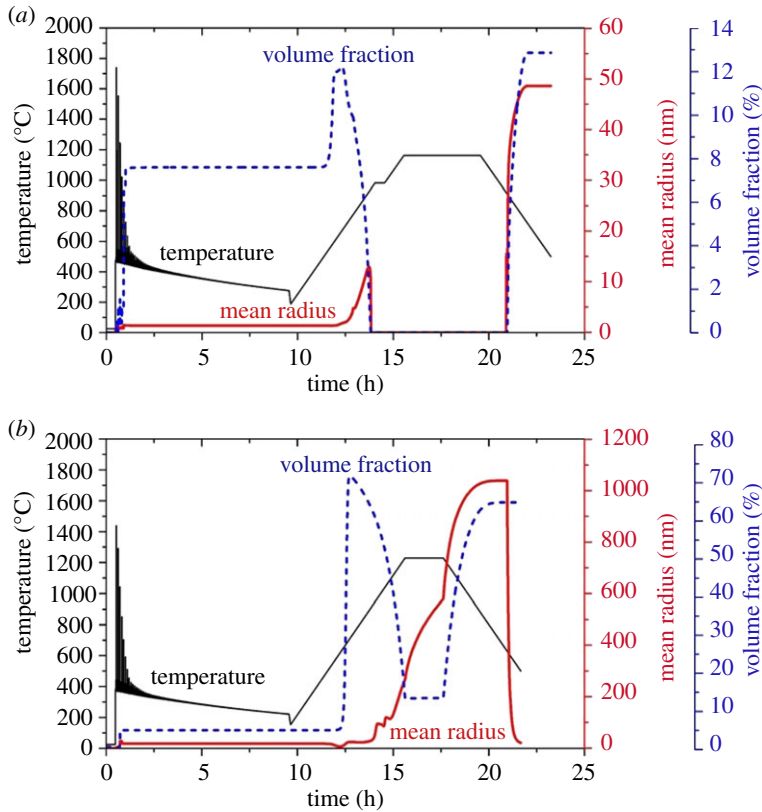 (a)
2000
1800
1600
1400
1200
1000
800
600
400
200
0
temperature (°C)
volume fraction
temperature
mean radius
0 5 10 15 20 25
time (h)
60
50
40
30
20
10
0
mean radius (nm)
14
12
10
8
6
4
2
0
volume fraction (%)
(b)
2000
1800
1600
1400
1200
1000
800
600
400
200
0
temperature (°C)
volume fraction
temperature
mean radius
0 5 10 15 20 25
time (h)
1200
1000
800
600
400
200
0
mean radius (nm)
80
70
60
50
40
30
20
10
0
volume fraction (%)